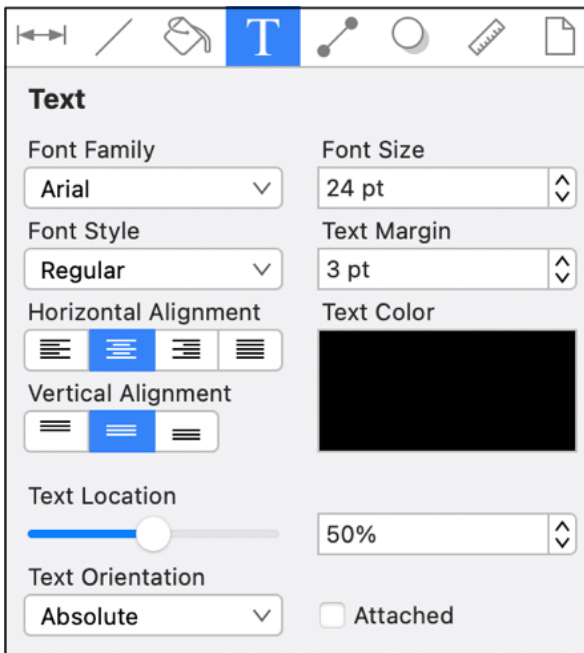 T
Text
Font Family Font Size
Arial 24 pt
Font Style Text Margin
Regular 3 pt
Horizontal Alignment Text Color
Vertical Alignment
Text Location
50%
Text Orientation
Absolute Attached